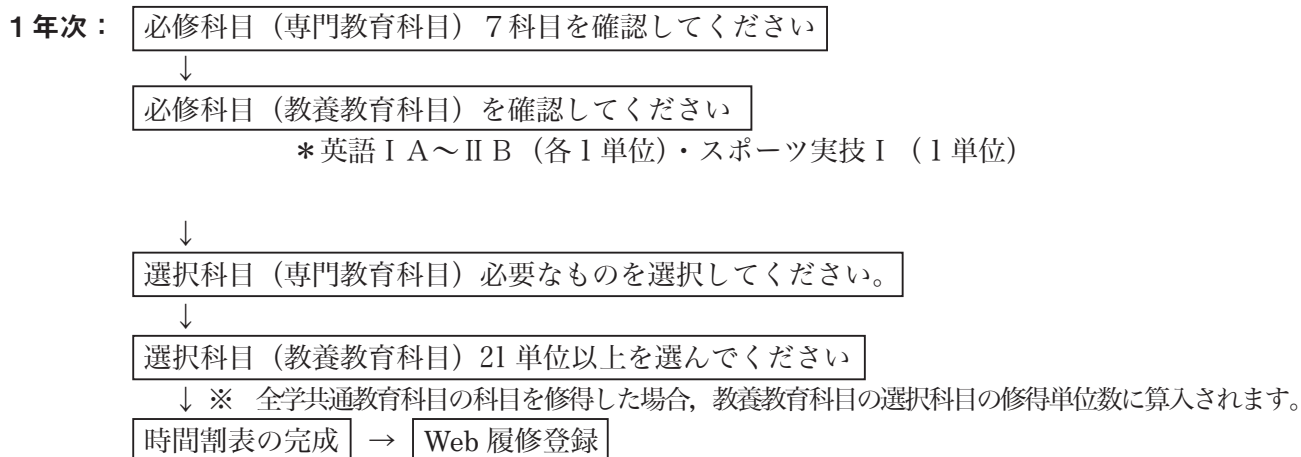 1年次： 必修科目（専門教育科目）7科目を確認してください
↓
必修科目（教養教育科目）を確認してください
＊英語ⅠA～ⅡB（各1単位）・スポーツ実技Ⅰ（1単位）
↓
選択科目（専門教育科目）必要なものを選択してください。
↓
選択科目（教養教育科目）21単位以上を選んでください
↓ ※ 全学共通教育科目の科目を修得した場合，教養教育科目の選択科目の修得単位数に算入されます。
時間割表の完成 → Web 履修登録